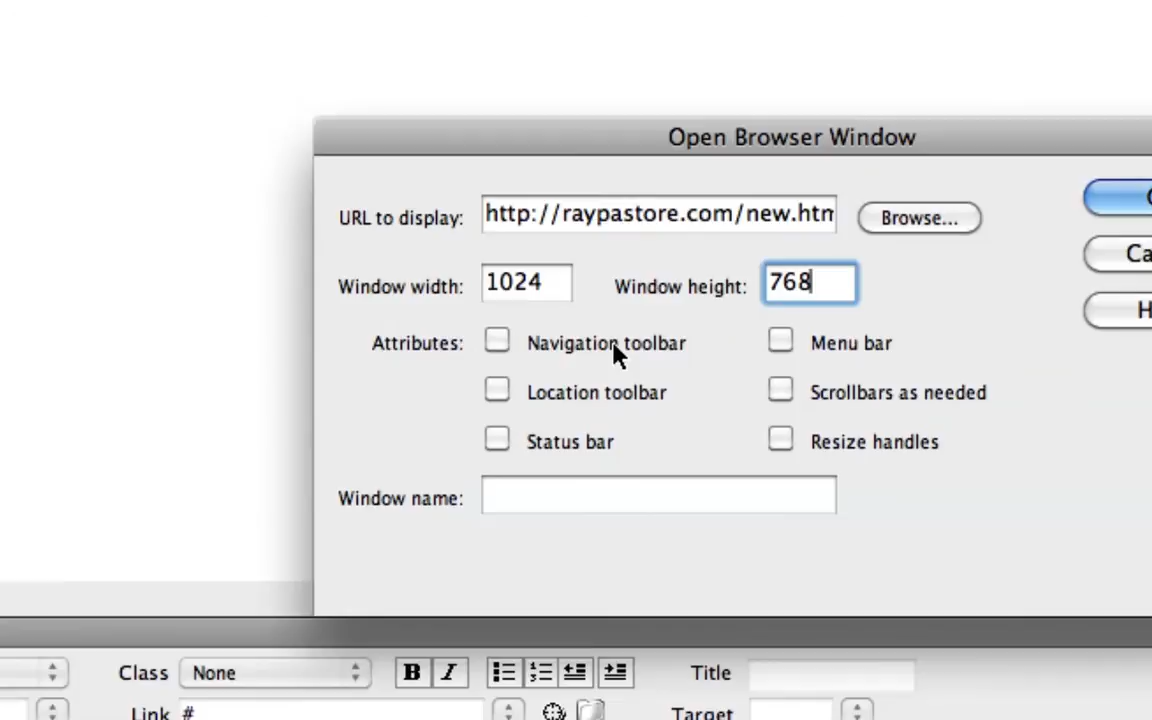 Open Browser Window
URL to display: http://raypastore.com/new.htm Browse...
Window width: 1024 Window height: 768
Attributes: Navigation toolbar Menu bar
Location toolbar Scrollbars as needed
Status bar Resize handles
Window name:
Class None B I Title
Link # Target